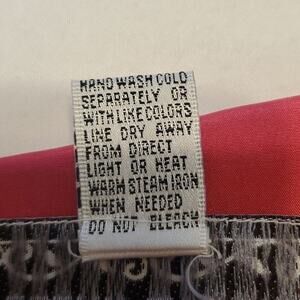 HAND WASH COLD
SEPARATELY OR
WITH LIKE COLORS
LINE DRY AWAY
FROM DIRECT
LIGHT OR HEAT
WARM STEAM IRON
WHEN NEEDED
DO NOT BLEACH